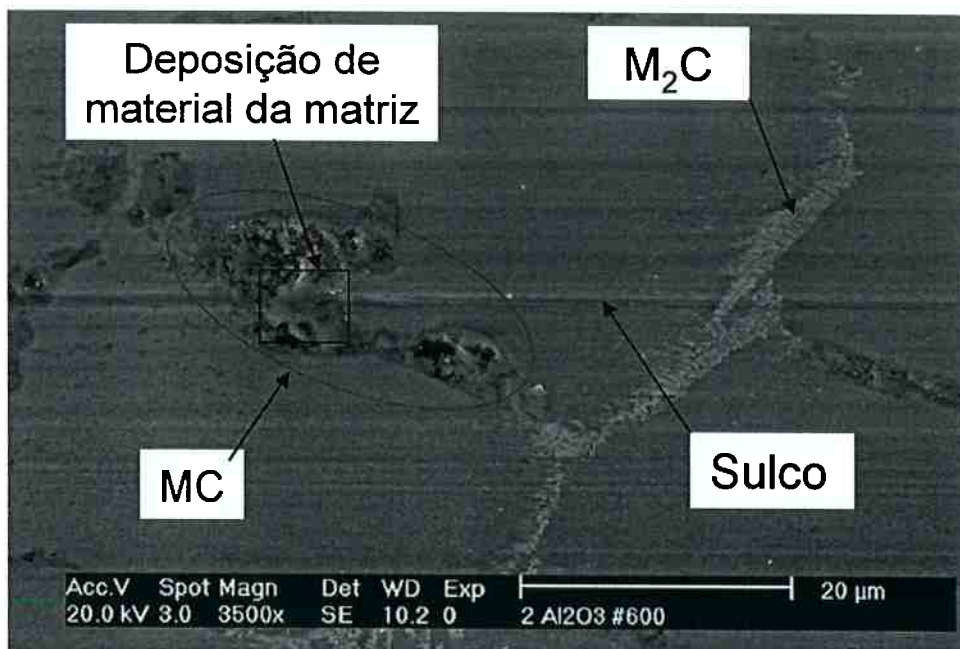 Deposição de
material da matriz
M₂C
MC
Sulco
Acc.V Spot Magn Det WD Exp 20 µm
20.0 kV 3.0 3500x SE 10.2 0 2 Al2O3 #600